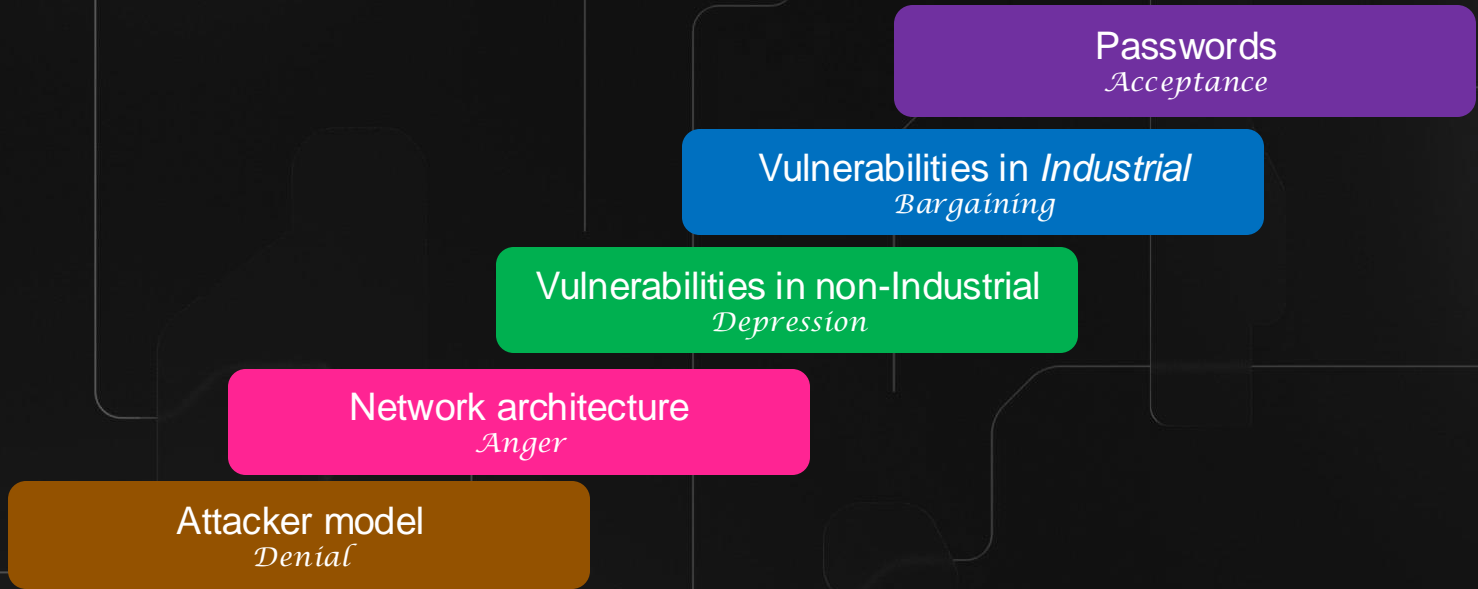 Passwords
Acceptance
Vulnerabilities in Industrial
Bargaining
Vulnerabilities in non-Industrial
Depression
Network architecture
Anger
Attacker model
Denial